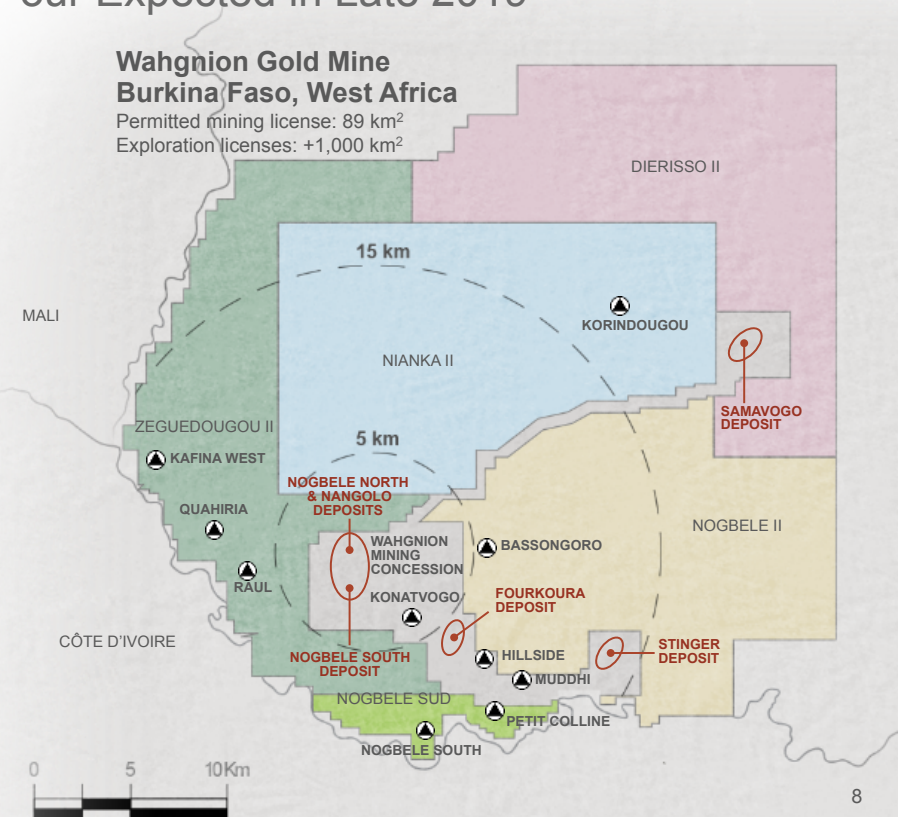 Wahgnion Gold Mine
Burkina Faso, West Africa
Permitted mining license: 89 km²
Exploration licenses: +1,000 km²
DIERISSO II
15 km
MALI
KORINDOUGOU
NIANKA II
SAMAVOGO
DEPOSIT
ZEGUEDOUGOU II
5 km
KAFINA WEST
NOGBELE NORTH
& NANGOLO
DEPOSITS
QUAHIRIA
NOGBELE II
WAHGNION
MINING
CONCESSION
BASSONGORO
RAUL
KONATVOGO
FOURKOURA
DEPOSIT
CÔTE D'IVOIRE
NOGBELE SOUTH
DEPOSIT
HILLSIDE
STINGER
DEPOSIT
MUDDHI
NOGBELE SUD
PETIT COLLINE
NOGBELE SOUTH
0 5 10Km
8